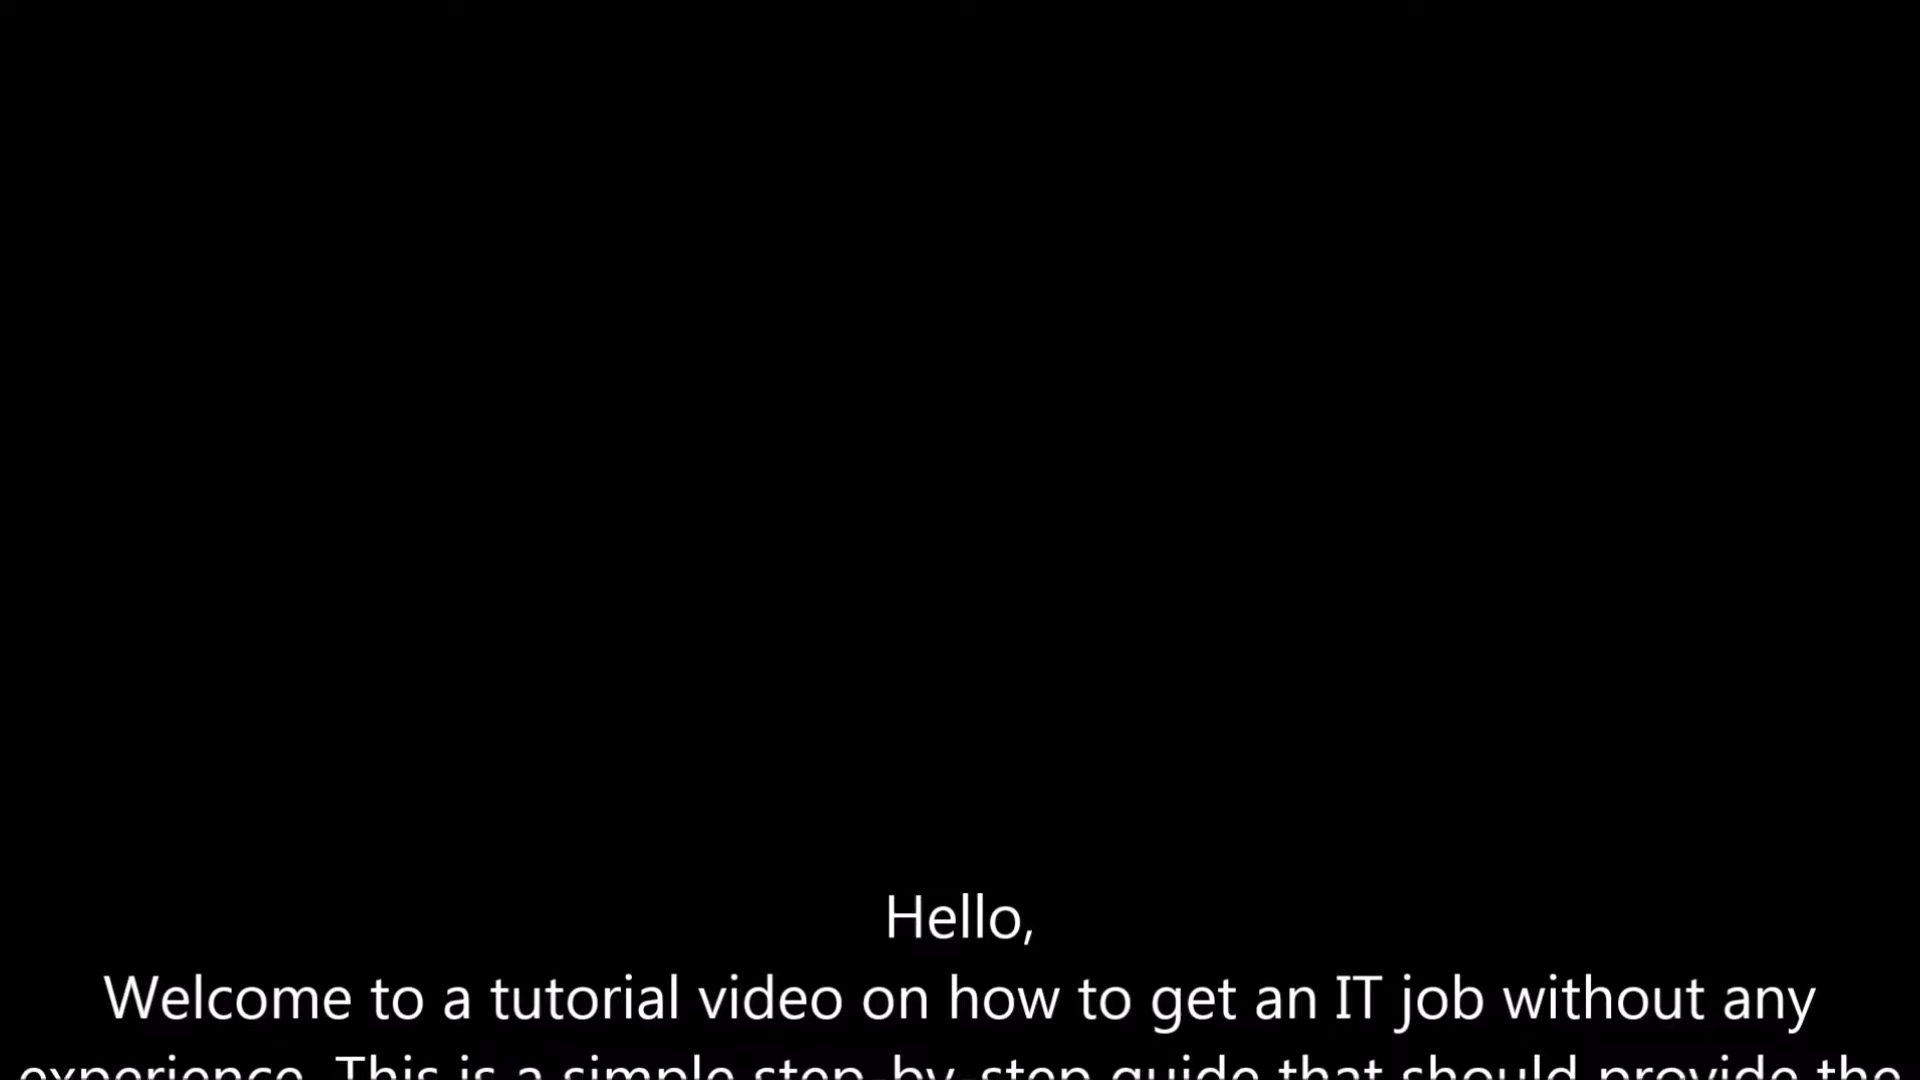 Hello,
Welcome to a tutorial video on how to get an IT job without any
experience. This is a simple step-by-step guide that should provide the